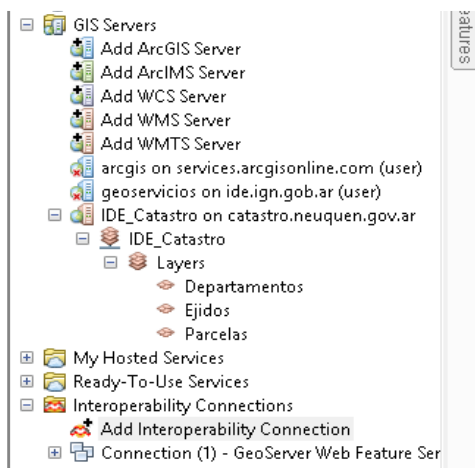 GIS Servers
Add ArcGIS Server
Add ArcIMS Server
Add WCS Server
Add WMS Server
Add WMTS Server
arcgis on services.arcgisonline.com (user)
geoservicios on ide.ign.gob.ar (user)
IDE_Catastro on catastro.neuquen.gov.ar
IDE_Catastro
Layers
Departamentos
Ejidos
Parcelas
My Hosted Services
Ready-To-Use Services
Interoperability Connections
Add Interoperability Connection
Connection (1) - GeoServer Web Feature Ser
eatures